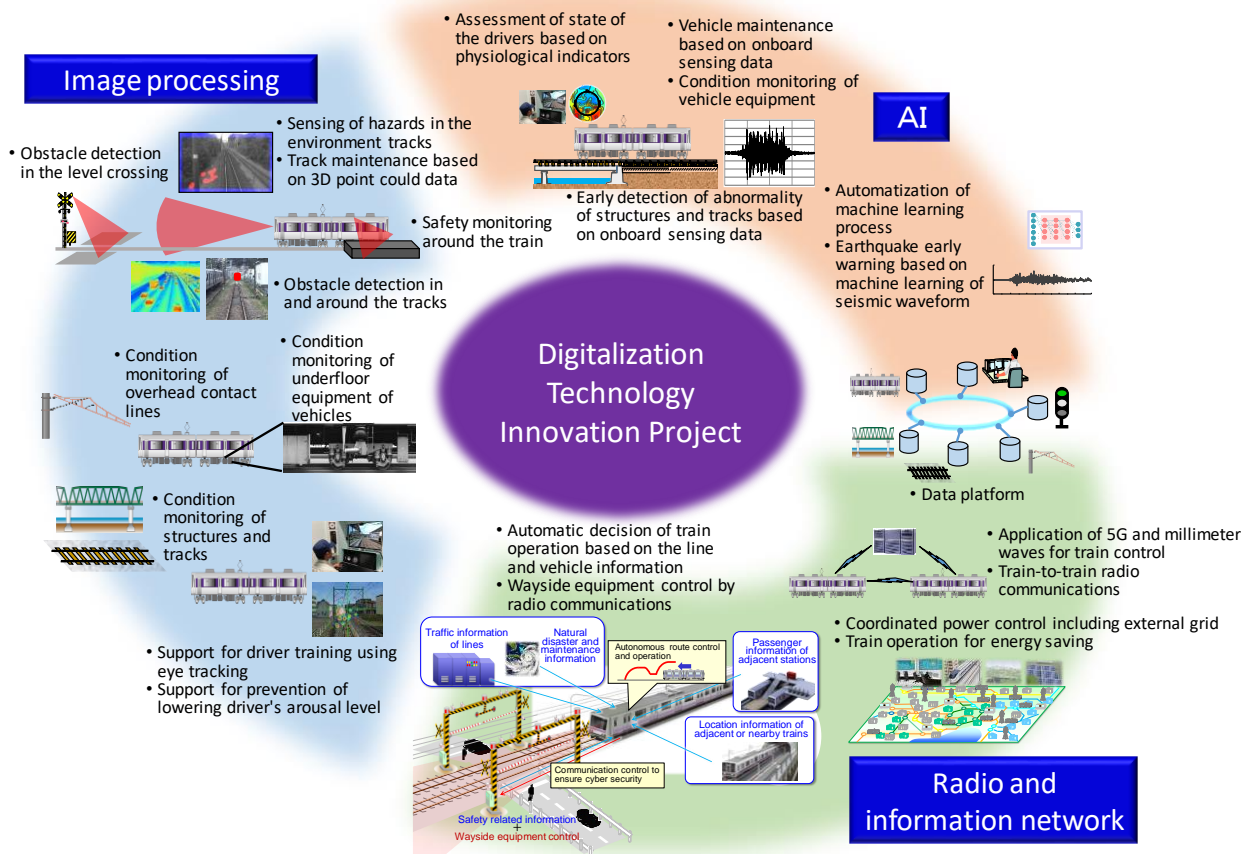 Image processing
• Obstacle detection
in the level crossing
• Sensing of hazards in the
environment tracks
• Track maintenance based
on 3D point could data
• Safety monitoring
around the train
• Obstacle detection in
and around the tracks
• Condition
monitoring of
overhead contact
lines
• Condition
monitoring of
underfloor
equipment of
vehicles
• Condition
monitoring of
structures and
tracks
• Support for driver training using
eye tracking
• Support for prevention of
lowering driver's arousal level
• Assessment of state of
the drivers based on
physiological indicators
• Vehicle maintenance
based on onboard
sensing data
• Condition monitoring of
vehicle equipment
• Early detection of abnormality
of structures and tracks based
on onboard sensing data
AI
• Automatization of
machine learning
process
• Earthquake early
warning based on
machine learning of
seismic waveform
Digitalization
Technology
Innovation Project
• Data platform
• Automatic decision of train
operation based on the line
and vehicle information
• Wayside equipment control by
radio communications
• Application of 5G and millimeter
waves for train control
• Train-to-train radio
communications
• Coordinated power control including external grid
• Train operation for energy saving
Traffic information
of lines
Natural
disaster and
maintenance
information
Autonomous route control
and operation
Passenger
information of
adjacent stations
Location information of
adjacent or nearby trains
Communication control to
ensure cyber security
Safety related information
+
Wayside equipment control
Radio and
information network